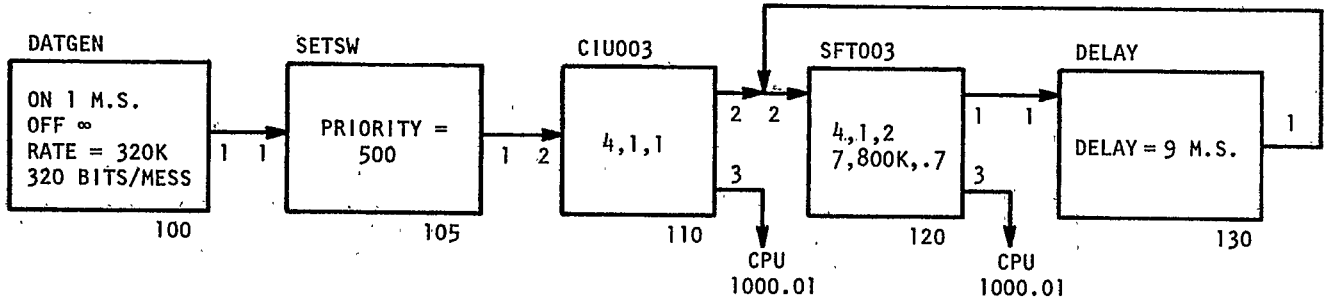 DATGEN
ON 1 M.S.
OFF ∞
RATE = 320K
320 BITS/MESS
100
1 1
SETSW
PRIORITY =
500
105
1 2
CIU003
4,1,1
110
2 2
3
CPU
1000.01
SFT003
4,,1,2
7,800K,.7
120
1 1
3
CPU
1000.01
DELAY
DELAY = 9 M.S.
130
1